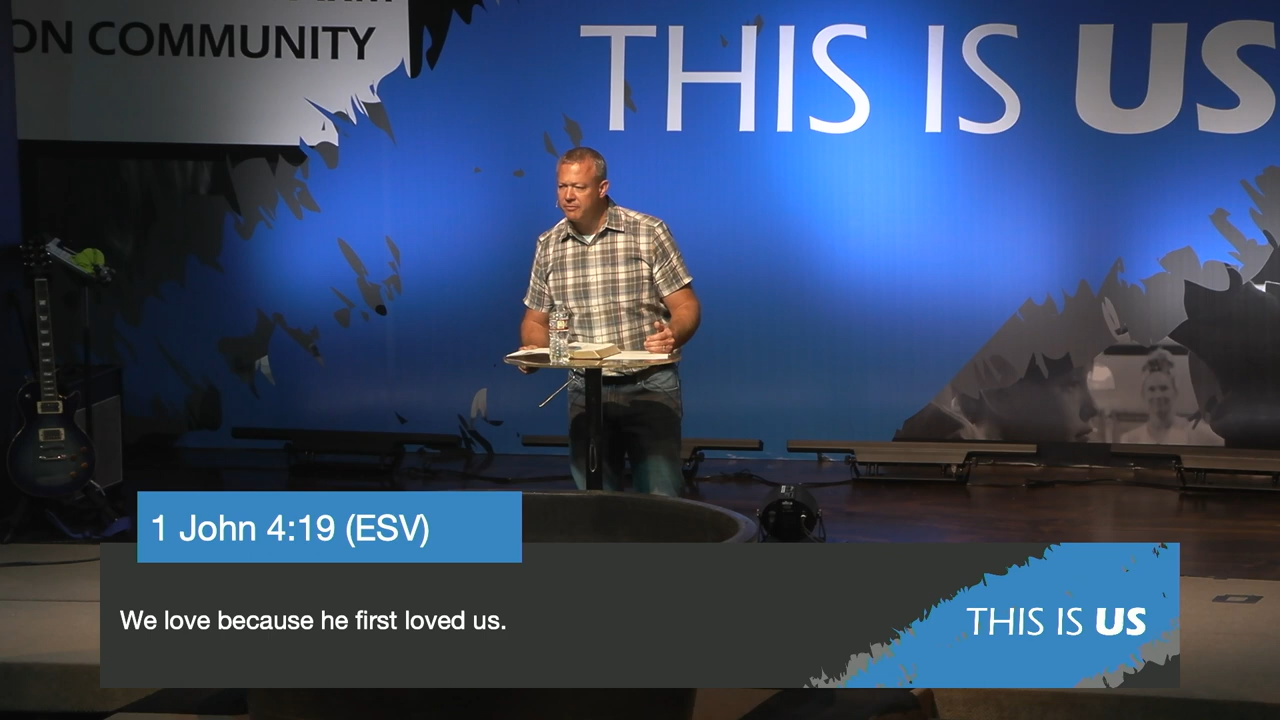 ON COMMUNITY
THIS IS US
1 John 4:19 (ESV)
We love because he first loved us.
THIS IS US